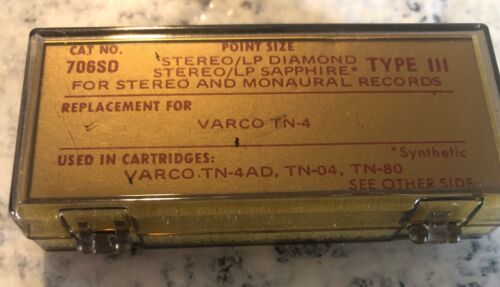 CAT NO. POINT SIZE
706SD STEREO/LP DIAMOND TYPE III
STEREO/LP SAPPHIRE*
FOR STEREO AND MONAURAL RECORDS
REPLACEMENT FOR
VARCO TN-4
*Synthetic
USED IN CARTRIDGES:
VARCO TN-4AD, TN-04, TN-80
SEE OTHER SIDE